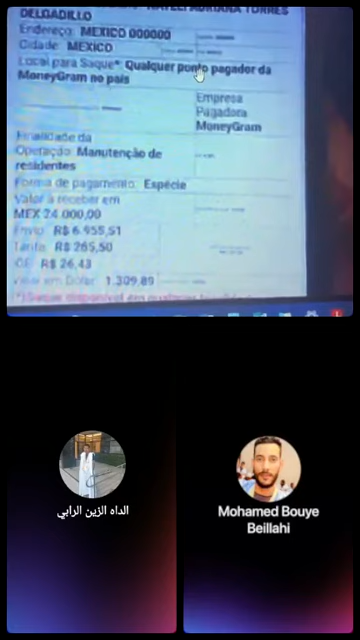 DELGADILLO
Endereço: MEXICO 000000
Cidade: MEXICO
Local para Saque*: Qualquer ponto pagador da
MoneyGram no país
Empresa
Pagadora
MoneyGram
Finalidade da
Operação: Manutenção de
residentes
Forma de pagamento: Espécie
Valor a receber em
MEX 24.000,00
Envio: R$ 6.955,51
Tarifa: R$ 265,50
IOF: R$ 26,43
Valor em Dólar: 1.309,89
الداه الزين الرابي
Mohamed Bouye
Beillahi